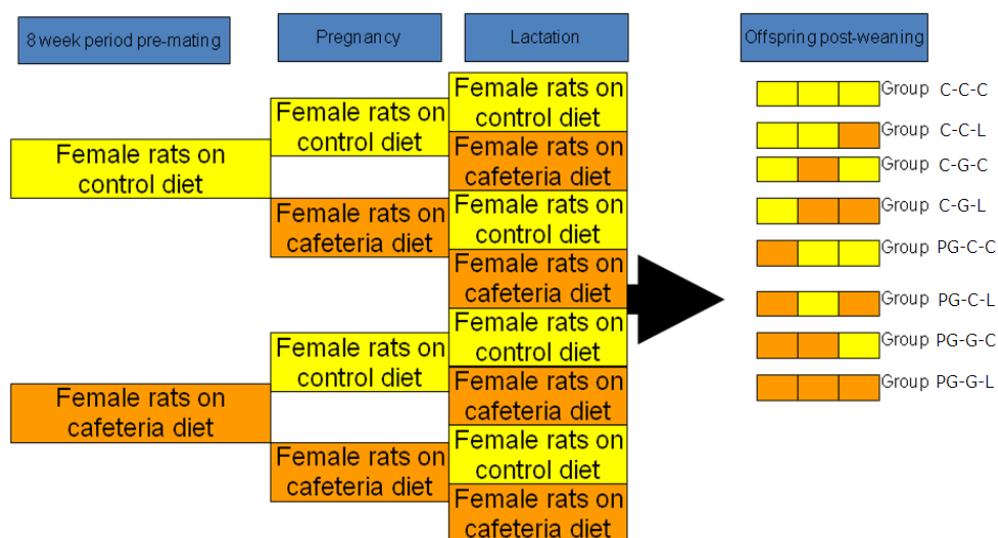 8 week period pre-mating
Pregnancy
Lactation
Offspring post-weaning
Female rats on
control diet
Female rats on
cafeteria diet
Female rats on
control diet
Female rats on
cafeteria diet
Female rats on
control diet
Female rats on
cafeteria diet
Female rats on
control diet
Female rats on
cafeteria diet
Female rats on
control diet
Female rats on
cafeteria diet
Female rats on
control diet
Female rats on
cafeteria diet
Female rats on
control diet
Female rats on
cafeteria diet
Group C-C-C
Group C-C-L
Group C-G-C
Group C-G-L
Group PG-C-C
Group PG-C-L
Group PG-G-C
Group PG-G-L